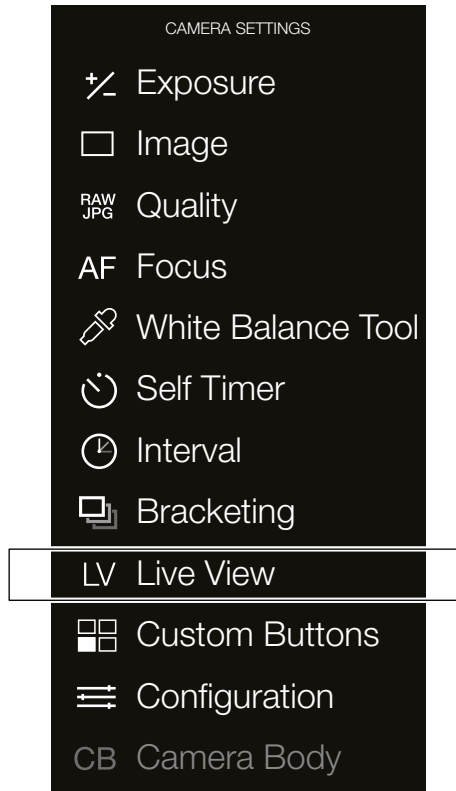 CAMERA SETTINGS
Exposure
Image
RAW JPG Quality
AF Focus
White Balance Tool
Self Timer
Interval
Bracketing
LV Live View
Custom Buttons
Configuration
CB Camera Body